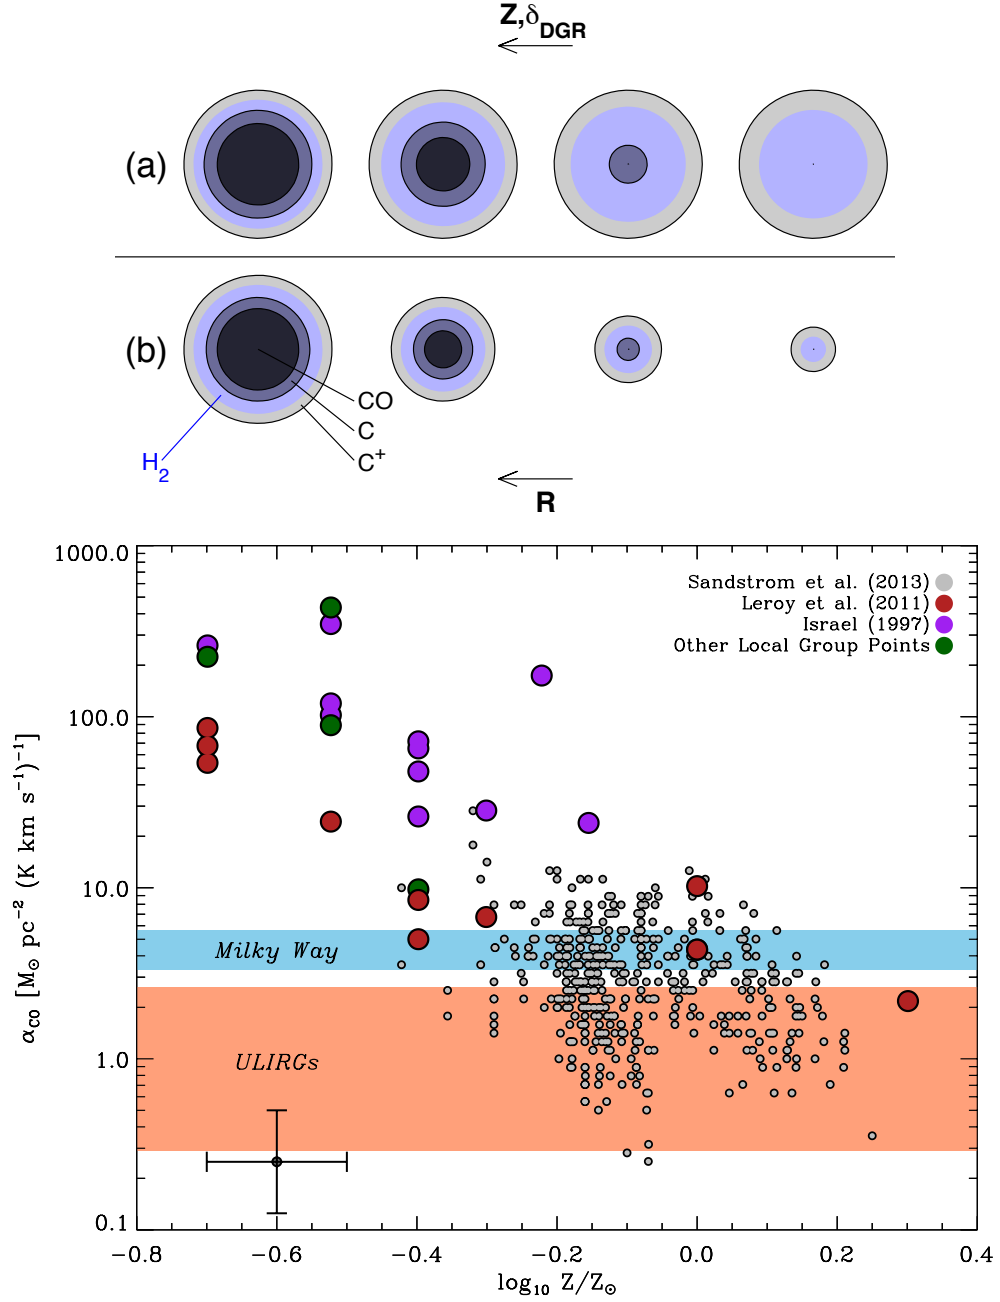 Z,δDGR
(a)
(b)
CO
C
C⁺
H₂
R
1000.0
100.0
10.0
1.0
0.1
αCO [M⊙ pc⁻² (K km s⁻¹)⁻¹]
Sandstrom et al. (2013)
Leroy et al. (2011)
Israel (1997)
Other Local Group Points
Milky Way
ULIRGs
−0.8 −0.6 −0.4 −0.2 0.0 0.2 0.4
log₁₀ Z/Z⊙